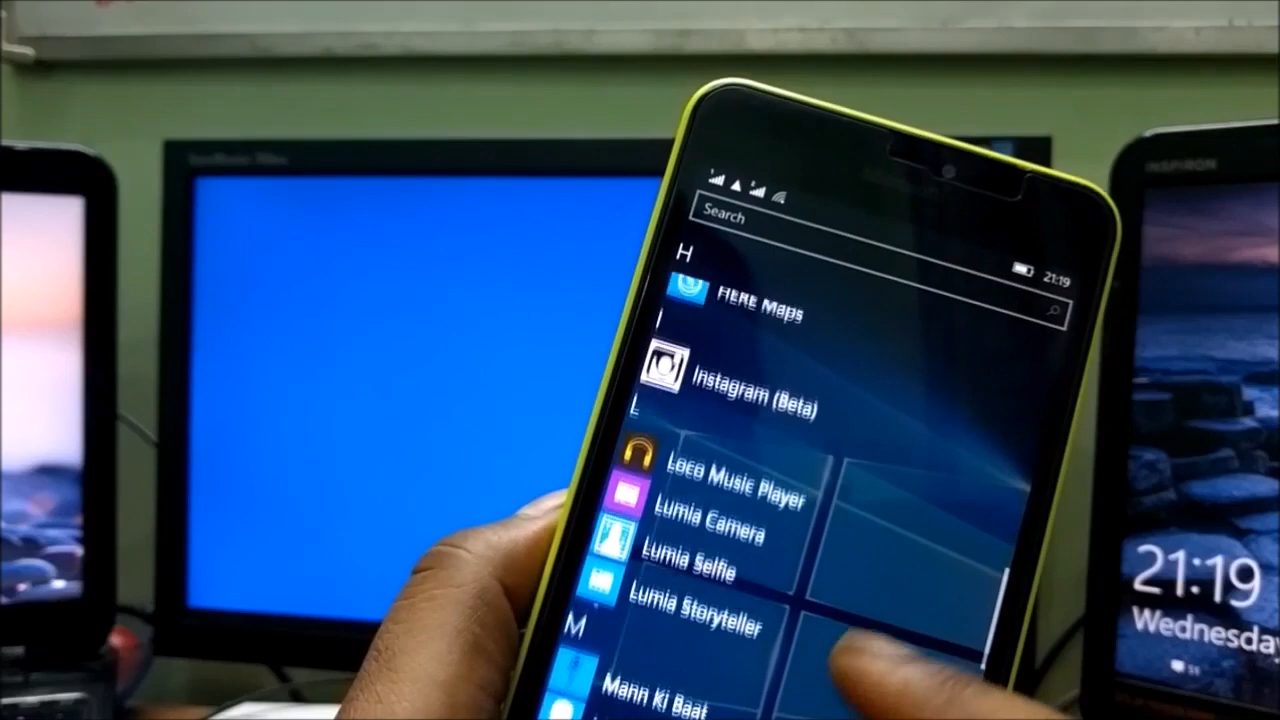 INSPIRON
Search
21:19
H
HERE Maps
I
Instagram (Beta)
L
Loco Music Player
Lumia Camera
Lumia Selfie
Lumia Storyteller
M
Mann Ki Baat
21:19
Wednesday